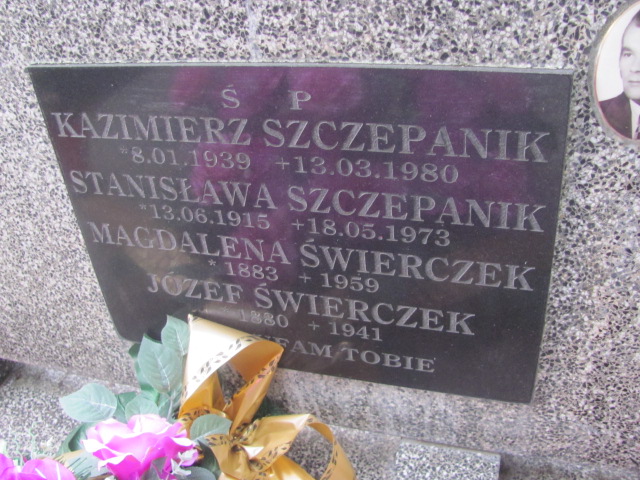 Ś P
KAZIMIERZ SZCZEPANIK
*8.01.1939 +13.03.1980
STANISŁAWA SZCZEPANIK
*13.06.1915 +18.05.1973
MAGDALENA ŚWIERCZEK
* 1883 + 1959
JÓZEF ŚWIERCZEK
1880 + 1941
TOBIE